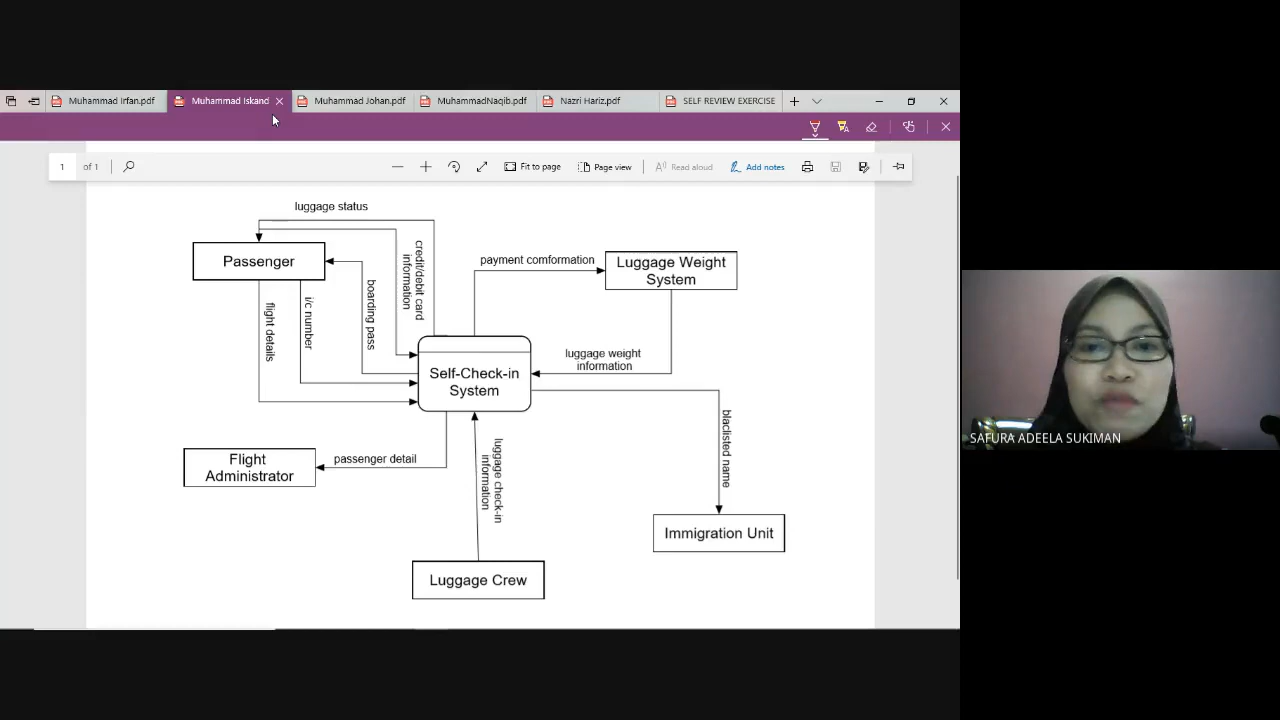 Muhammad Irfan.pdf
Muhammad Iskand
Muhammad Johan.pdf
MuhammadNaqib.pdf
Nazri Hariz.pdf
SELF REVIEW EXERCISE
1
of 1
Fit to page
Page view
Read aloud
Add notes
luggage status
Passenger
credit/debit card
information
payment comformation
Luggage Weight
System
flight details
i/c number
boarding pass
luggage weight
information
Self-Check-in
System
blaclisted name
Flight
Administrator
passenger detail
luggage check-in
information
Immigration Unit
Luggage Crew
SAFURA ADEELA SUKIMAN